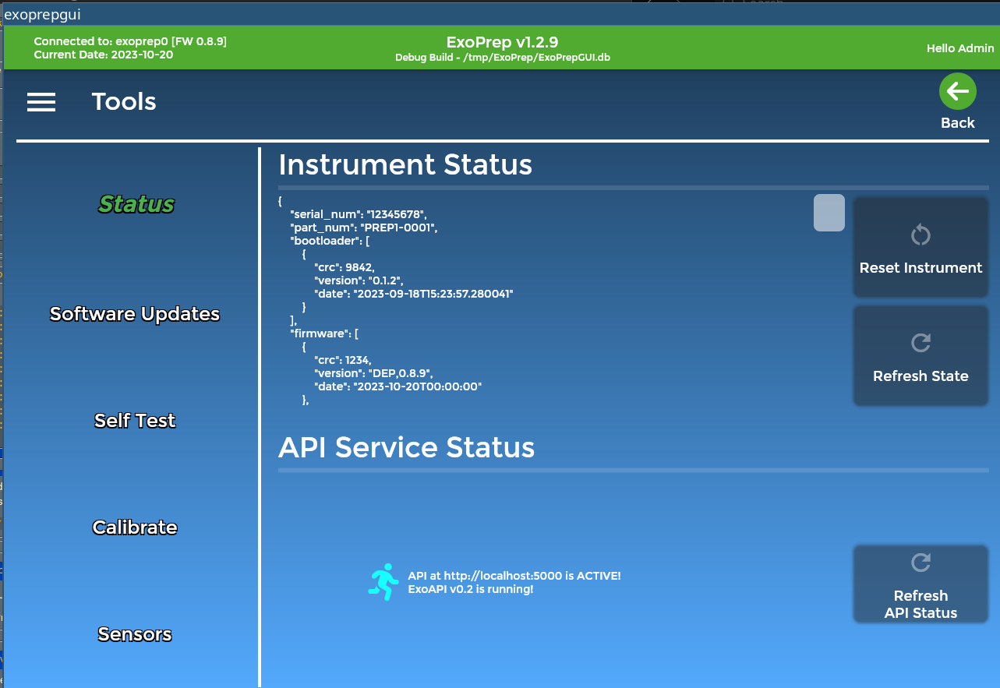 exoprepgui
Connected to: exoprep0 [FW 0.8.9]
Current Date: 2023-10-20
ExoPrep v1.2.9
Debug Build - /tmp/ExoPrep/ExoPrepGUI.db
Hello Admin
Tools
Back
Status
Software Updates
Self Test
Calibrate
Sensors
Instrument Status
{
"serial_num": "12345678",
"part_num": "PREP1-0001",
"bootloader": [
{
"crc": 9842,
"version": "0.1.2",
"date": "2023-09-18T15:23:57.280041"
}
],
"firmware": [
{
"crc": 1234,
"version": "DEP,0.8.9",
"date": "2023-10-20T00:00:00"
},
Reset Instrument
Refresh State
API Service Status
API at http://localhost:5000 is ACTIVE!
ExoAPI v0.2 is running!
Refresh
API Status